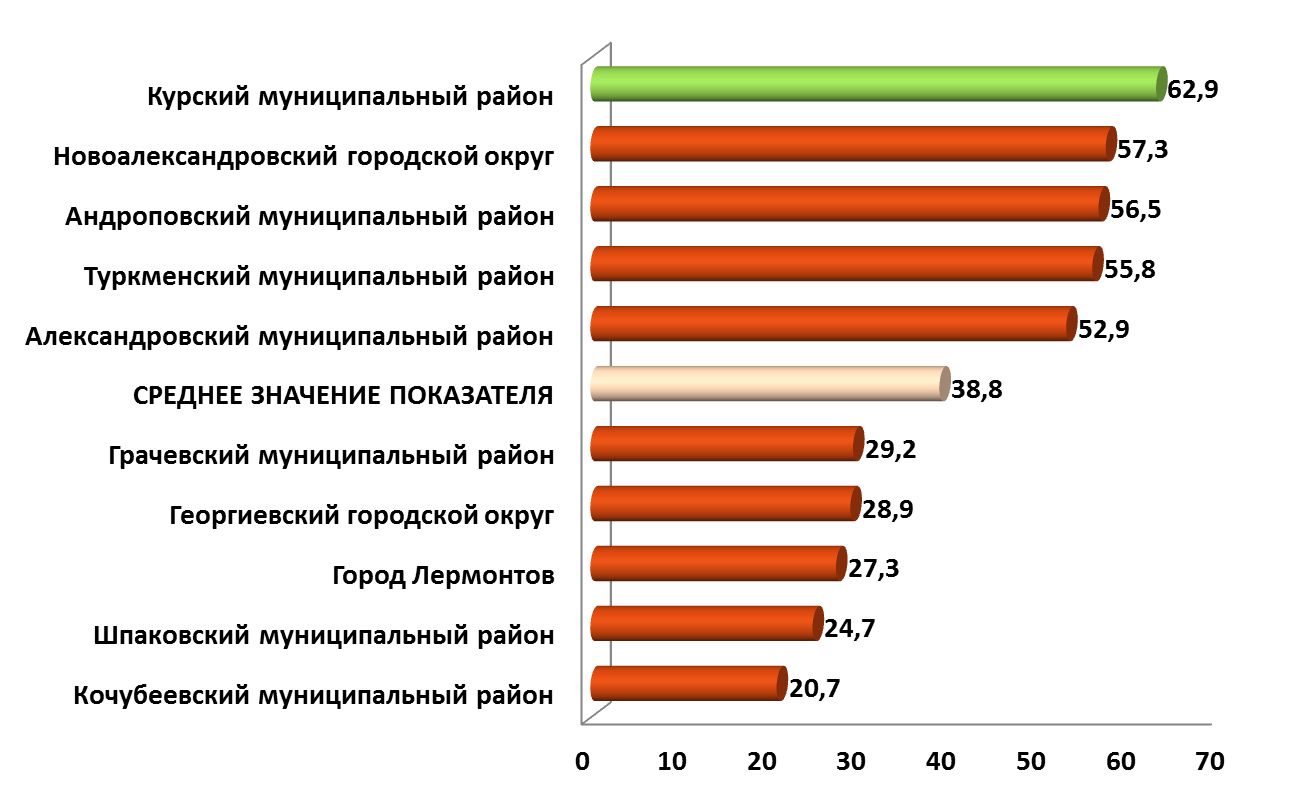 Курский муниципальный район 62,9
Новоалександровский городской округ 57,3
Андроповский муниципальный район 56,5
Туркменский муниципальный район 55,8
Александровский муниципальный район 52,9
СРЕДНЕЕ ЗНАЧЕНИЕ ПОКАЗАТЕЛЯ 38,8
Грачевский муниципальный район 29,2
Георгиевский городской округ 28,9
Город Лермонтов 27,3
Шпаковский муниципальный район 24,7
Кочубеевский муниципальный район 20,7
0 10 20 30 40 50 60 70